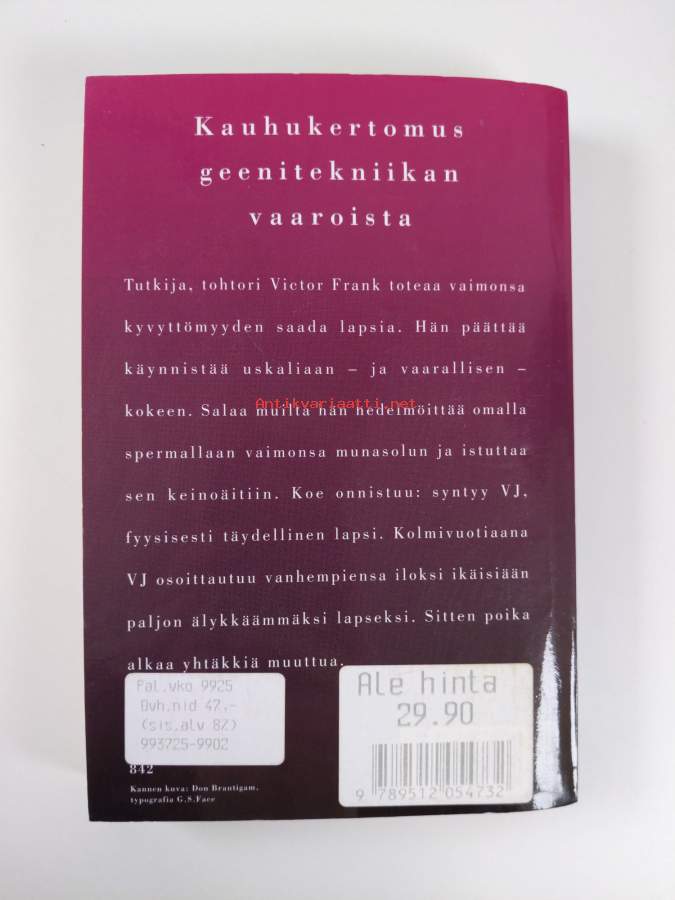 Kauhukertomus
geenitekniikan
vaaroista
Tutkija, tohtori Victor Frank toteaa vaimonsa
kyvyttömyyden saada lapsia. Hän päättää
käynnistää uskaliaan – ja vaarallisen –
Antikvariaatti.net
kokeen. Salaa muilta hän hedelmöittää omalla
spermallaan vaimonsa munasolun ja istuttaa
sen keinoäitiin. Koe onnistuu: syntyy VJ,
fyysisesti täydellinen lapsi. Kolmivuotiaana
VJ osoittautuu vanhempiensa iloksi ikäisiään
paljon älykkäämmäksi lapseksi. Sitten poika
alkaa yhtäkkiä muuttua.
Pal.vko 9925
Ovh.nid 47,-
(sis.alv 8%)
993725-9902
Ale hinta
29.90
9 789512 054732
842
Kannen kuva: Don Brautigam,
typografia G.S.Face